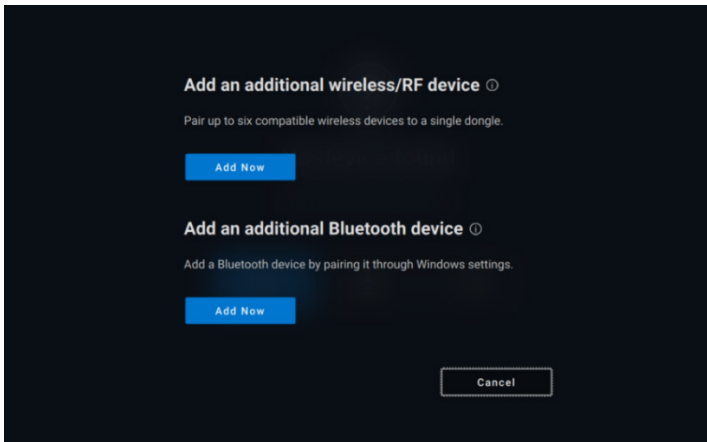 Add an additional wireless/RF device
Pair up to six compatible wireless devices to a single dongle.
Add Now
Add an additional Bluetooth device
Add a Bluetooth device by pairing it through Windows settings.
Add Now
Cancel